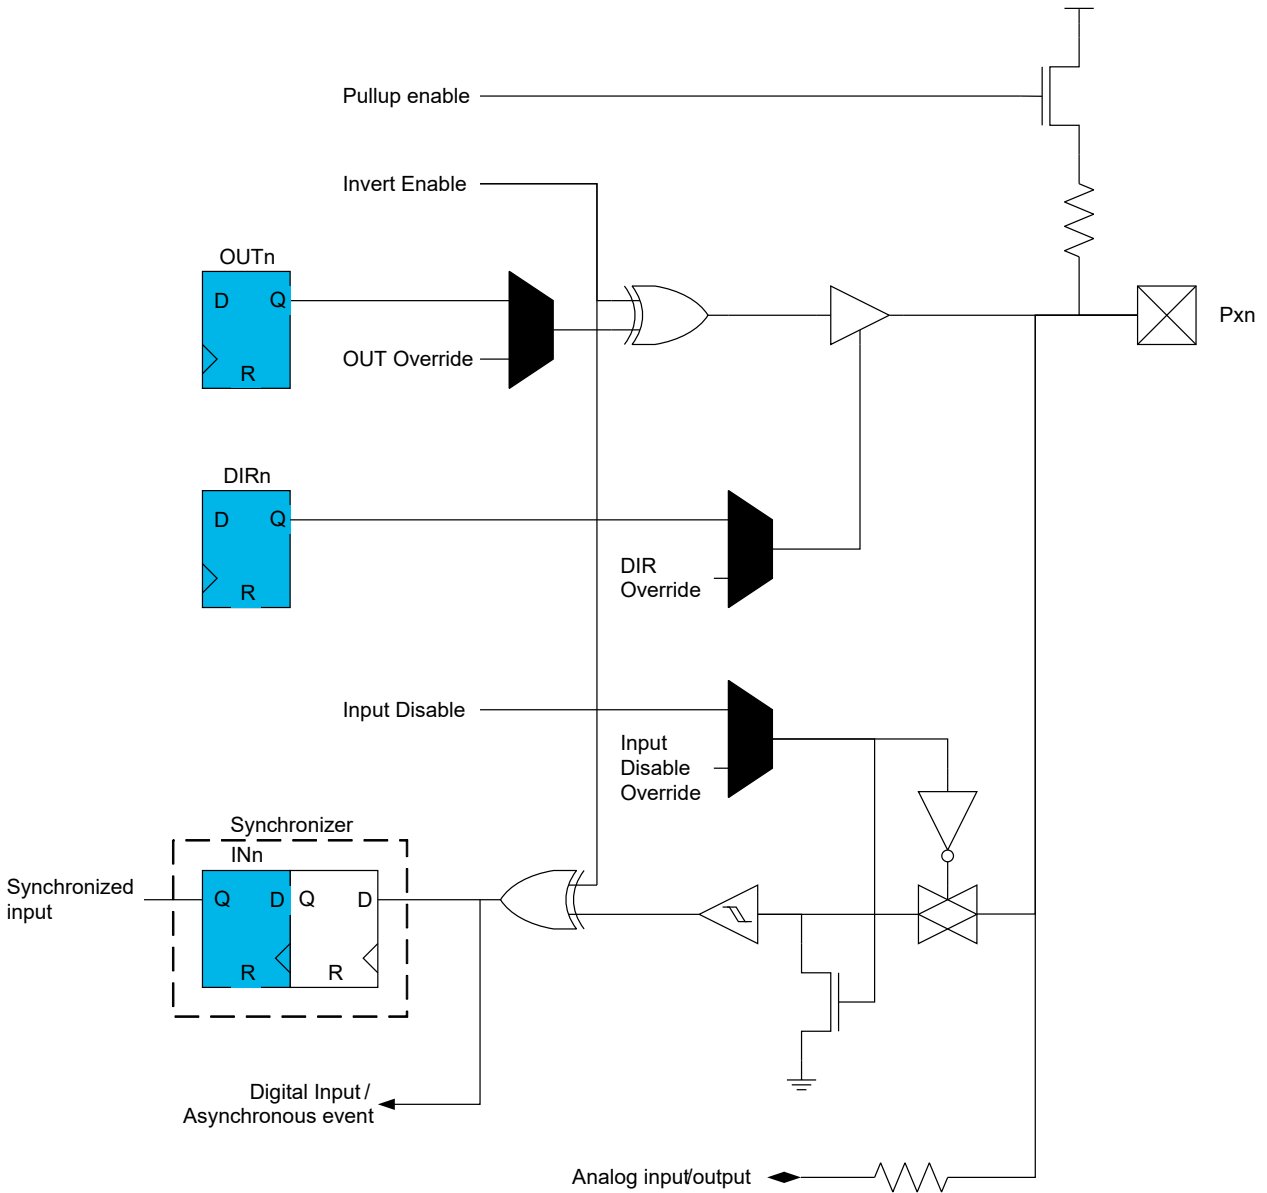 Pullup enable
Invert Enable
OUTn
D Q
R
OUT Override
Pxn
DIRn
D Q
R
DIR
Override
Input Disable
Input
Disable
Override
Synchronizer
INn
Synchronized
input
Q D Q D
R R
Digital Input /
Asynchronous event
Analog input/output